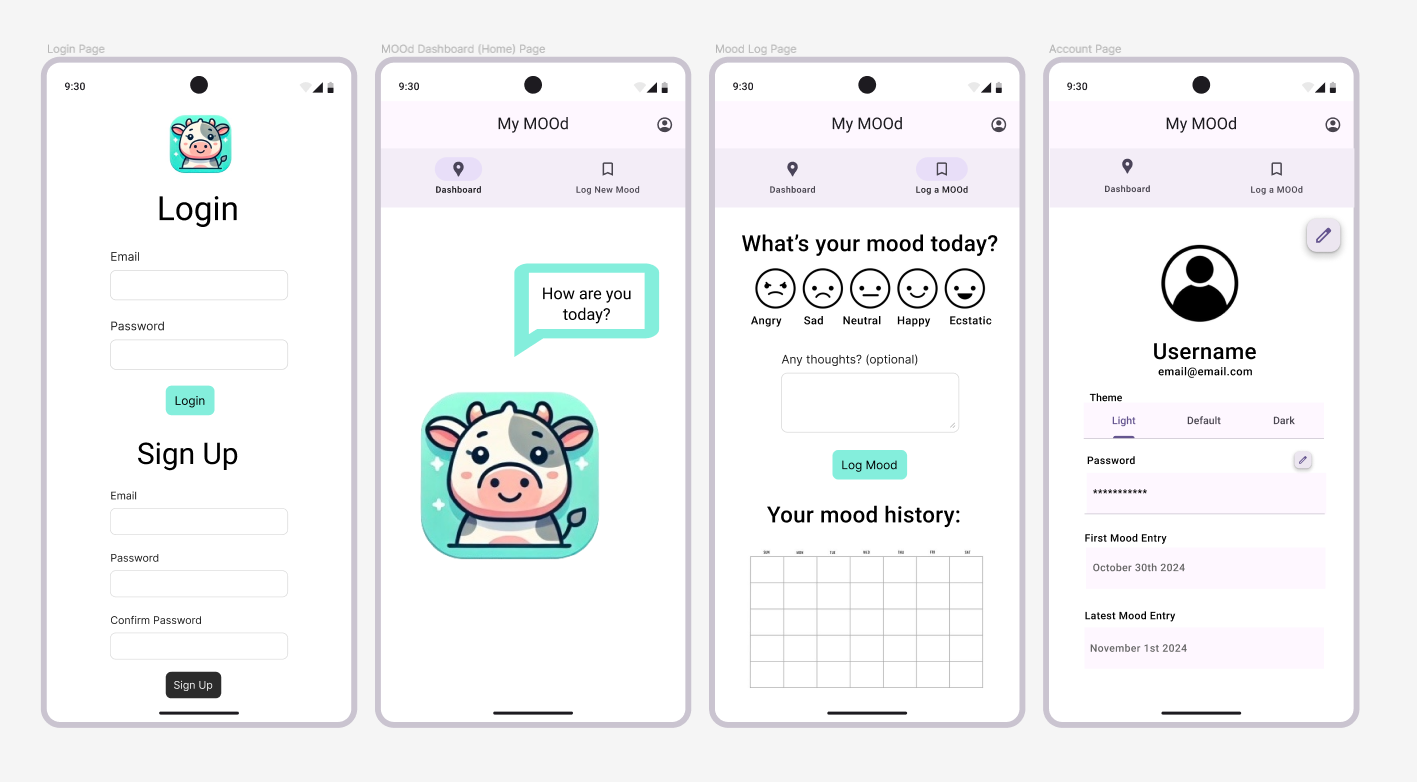 Login Page
9:30
Login
Email
Password
Login
Sign Up
Email
Password
Confirm Password
Sign Up
MOOd Dashboard (Home) Page
9:30
My MOOd
Dashboard
Log New Mood
How are you
today?
Mood Log Page
9:30
My MOOd
Dashboard
Log a MOOd
What's your mood today?
Angry Sad Neutral Happy Ecstatic
Any thoughts? (optional)
Log Mood
Your mood history:
SUN MON TUE WED THU FRI SAT
Account Page
9:30
My MOOd
Dashboard
Log a MOOd
Username
email@email.com
Theme
Light Default Dark
Password
***********
First Mood Entry
October 30th 2024
Latest Mood Entry
November 1st 2024